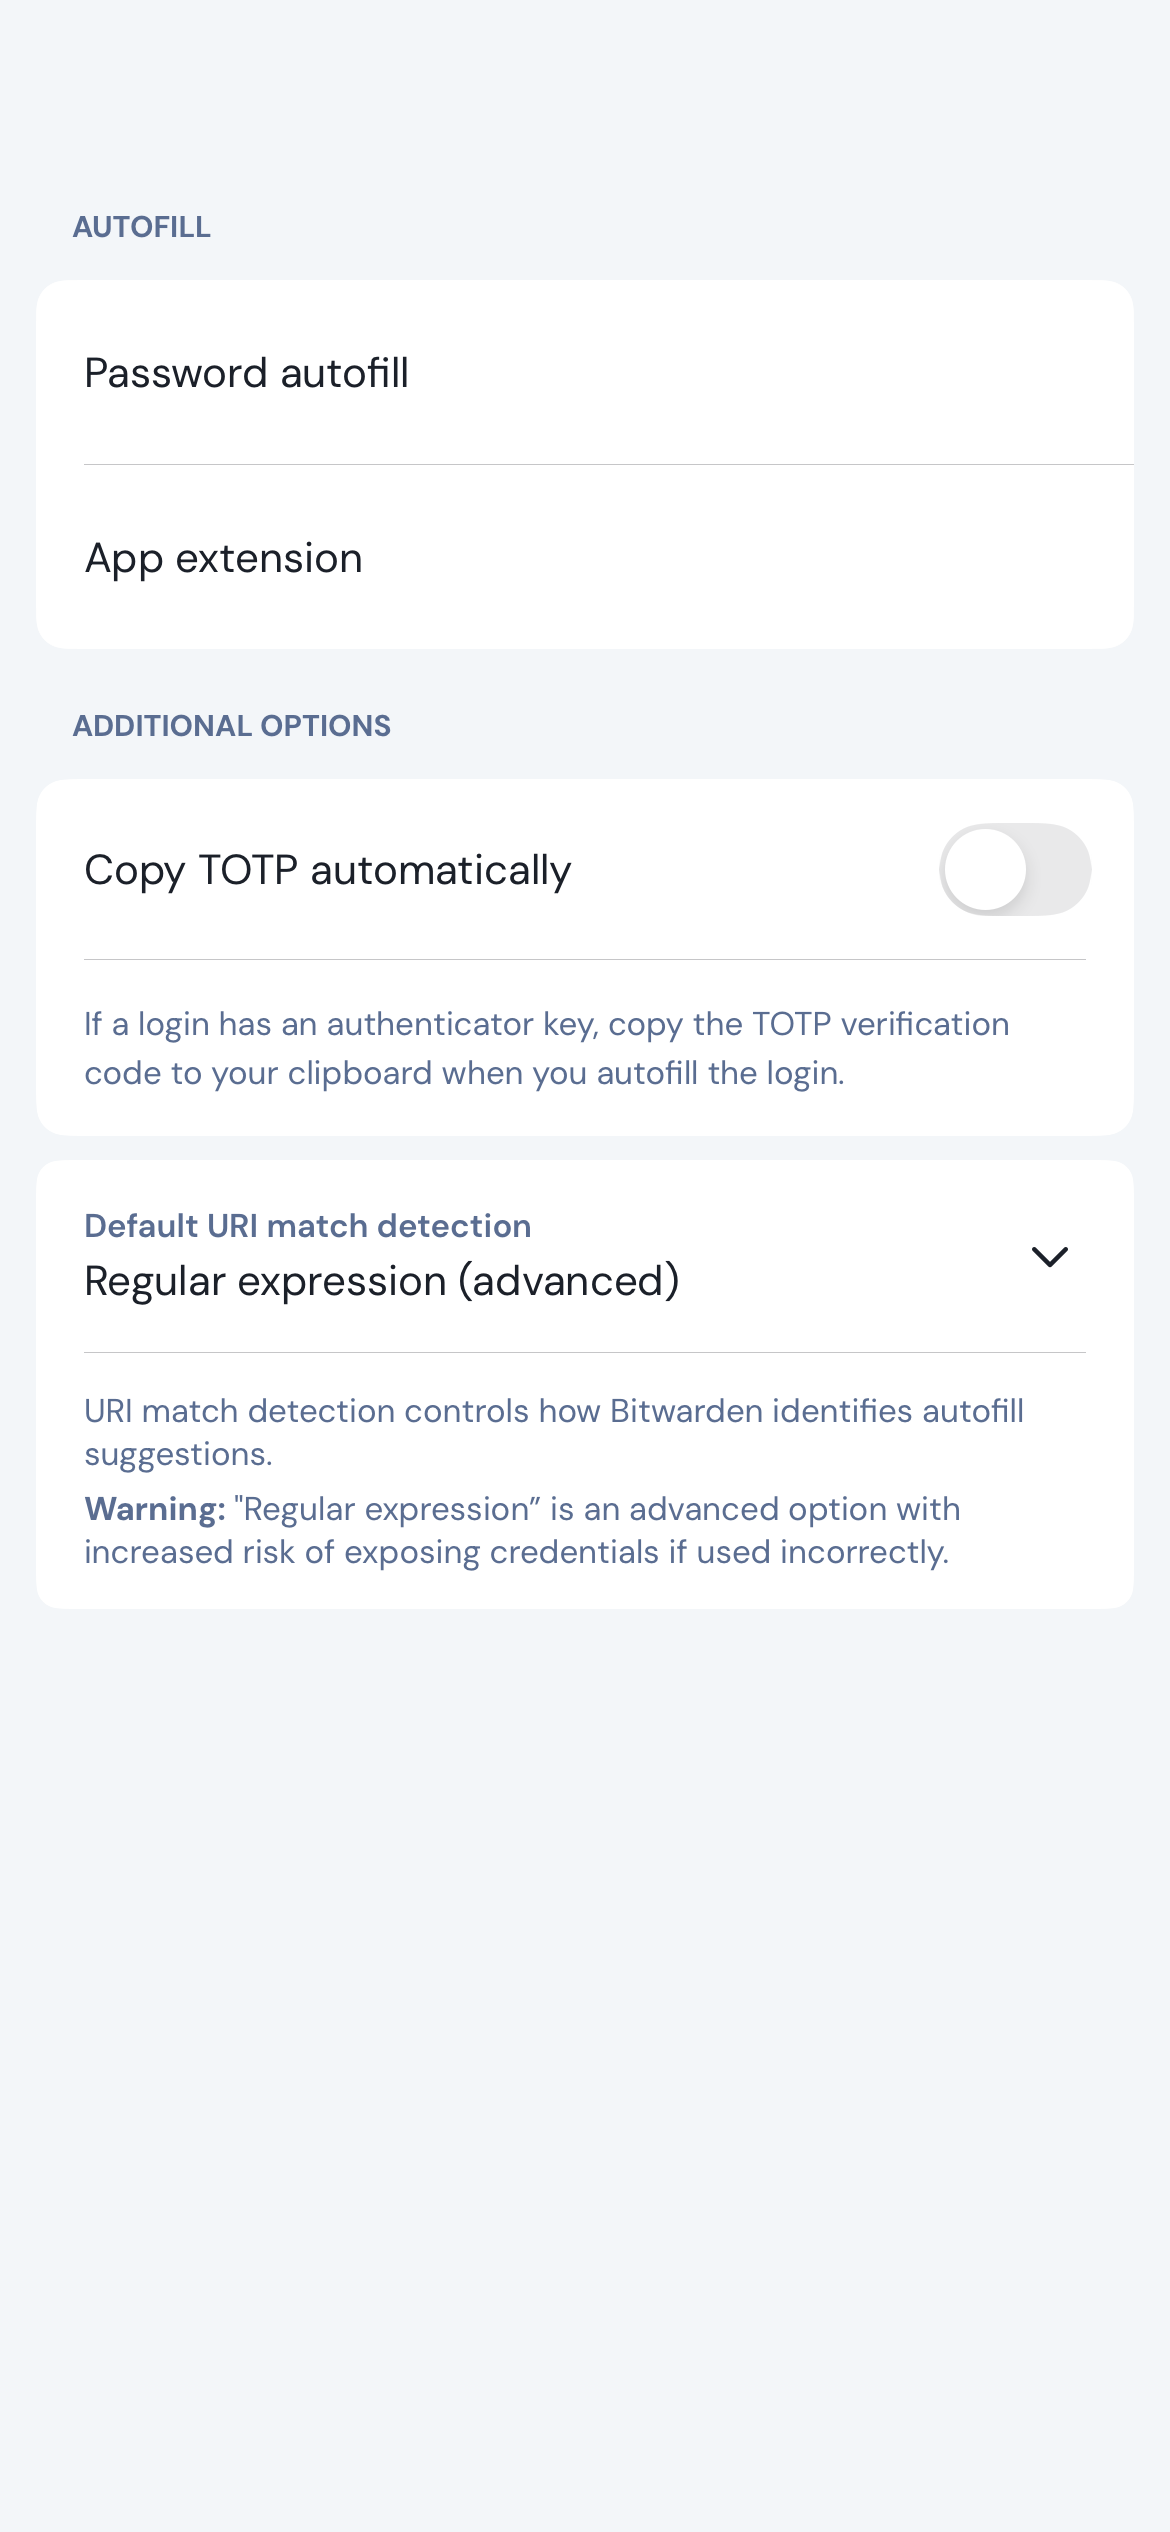 AUTOFILL
Password autofill
App extension
ADDITIONAL OPTIONS
Copy TOTP automatically
If a login has an authenticator key, copy the TOTP verification
code to your clipboard when you autofill the login.
Default URI match detection
Regular expression (advanced)
URI match detection controls how Bitwarden identifies autofill
suggestions.
Warning: "Regular expression” is an advanced option with
increased risk of exposing credentials if used incorrectly.